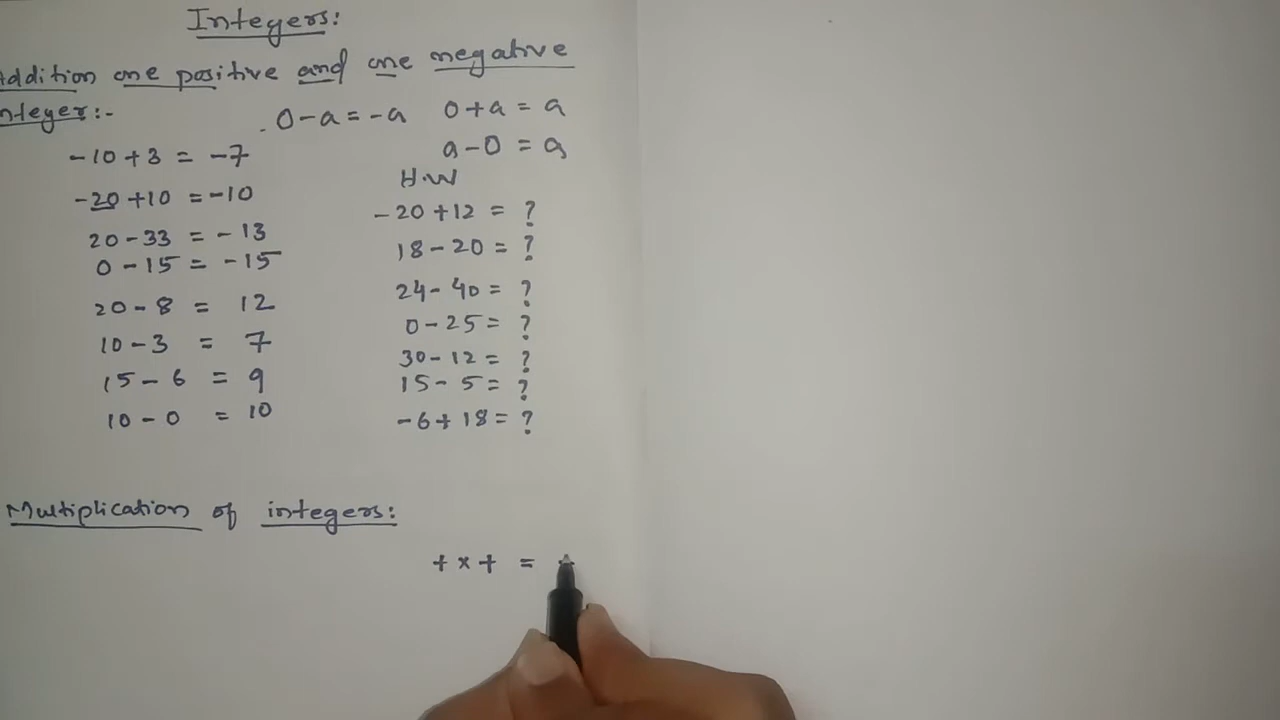 Integers:
Addition one positive and one negative
integer:-
0-a=-a 0+a=a
a-0=a
-10+3=-7
-20+10=-10
20-33=-13
0-15=-15
20-8=12
10-3=7
15-6=9
10-0=10
H.W
-20+12=?
18-20=?
24-40=?
0-25=?
30-12=?
15-5=?
-6+18=?
Multiplication of integers:
+×+=